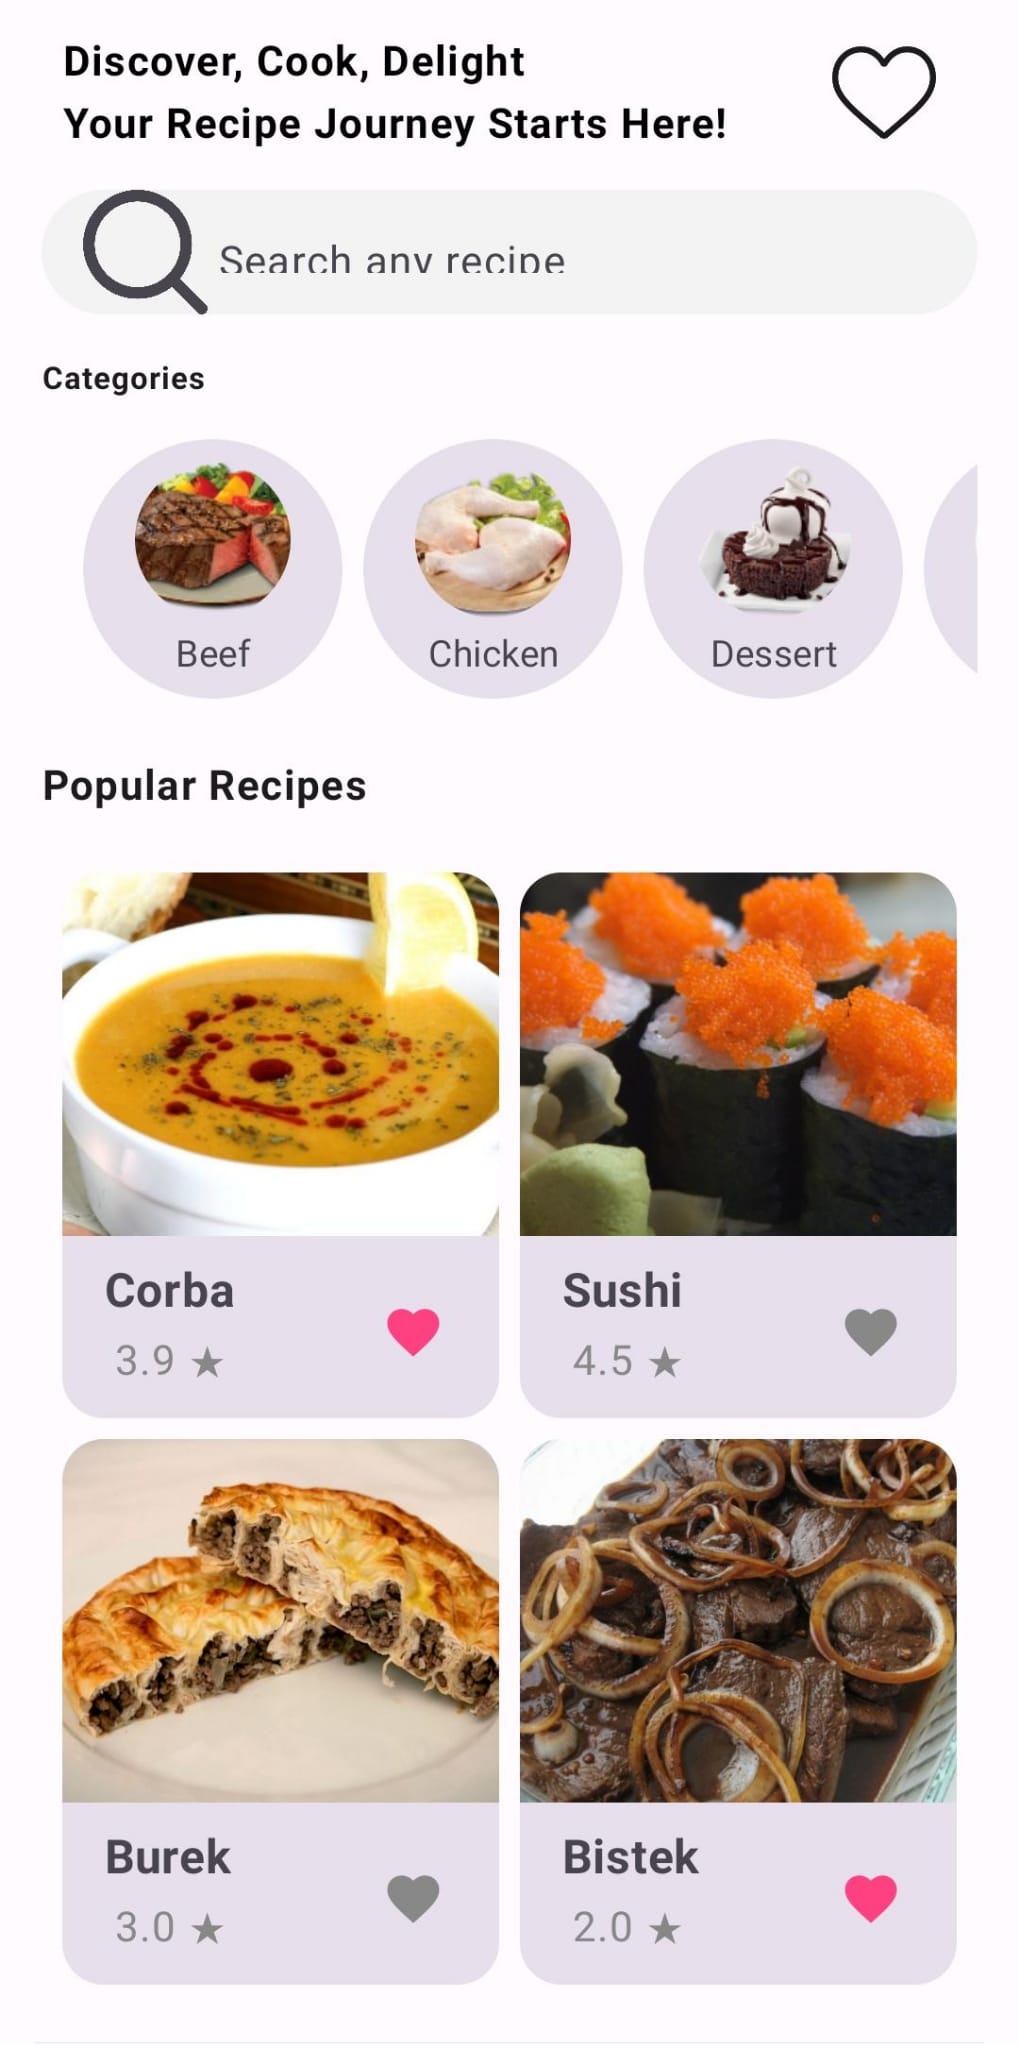 Discover, Cook, Delight
Your Recipe Journey Starts Here!
Search any recipe
Categories
Beef
Chicken
Dessert
Popular Recipes
Corba
3.9 ★
Sushi
4.5 ★
Burek
3.0 ★
Bistek
2.0 ★